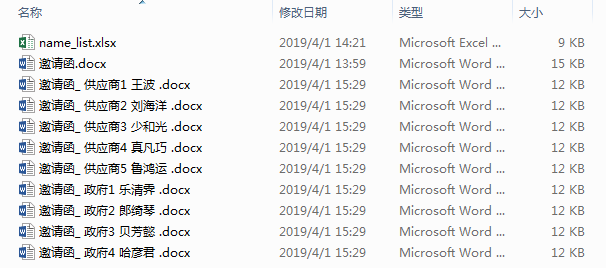 名称 修改日期 类型 大小
name_list.xlsx 2019/4/1 14:21 Microsoft Excel ... 9 KB
邀请函.docx 2019/4/1 13:59 Microsoft Word ... 15 KB
邀请函_ 供应商1 王波 .docx 2019/4/1 15:29 Microsoft Word ... 12 KB
邀请函_ 供应商2 刘海洋 .docx 2019/4/1 15:29 Microsoft Word ... 12 KB
邀请函_ 供应商3 少和光 .docx 2019/4/1 15:29 Microsoft Word ... 12 KB
邀请函_ 供应商4 真凡巧 .docx 2019/4/1 15:29 Microsoft Word ... 12 KB
邀请函_ 供应商5 鲁鸿运 .docx 2019/4/1 15:29 Microsoft Word ... 12 KB
邀请函_ 政府1 乐清霁 .docx 2019/4/1 15:29 Microsoft Word ... 12 KB
邀请函_ 政府2 郎绮琴 .docx 2019/4/1 15:29 Microsoft Word ... 12 KB
邀请函_ 政府3 贝芳懿 .docx 2019/4/1 15:29 Microsoft Word ... 12 KB
邀请函_ 政府4 哈彦君 .docx 2019/4/1 15:29 Microsoft Word ... 12 KB